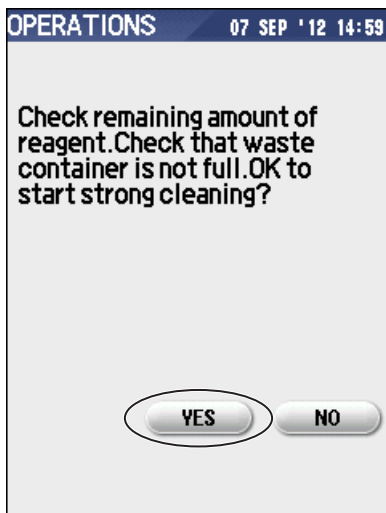 OPERATIONS 07 SEP '12 14:59
Check remaining amount of
reagent.Check that waste
container is not full.OK to
start strong cleaning?
YES NO